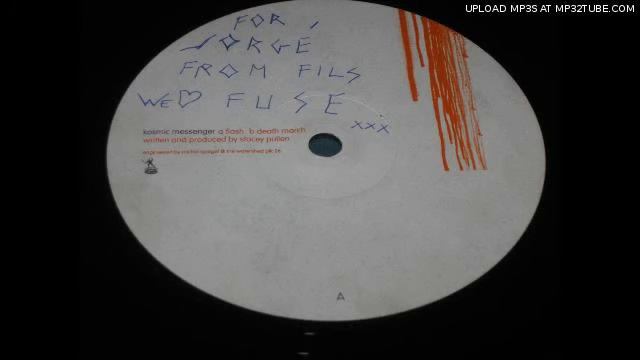 UPLOAD MP3S AT MP32TUBE.COM
FOR
JORGE
FROM FILS
WE♡ FUSE
xxx
kosmic messenger a flash b death march
written and produced by stacey pullen
A